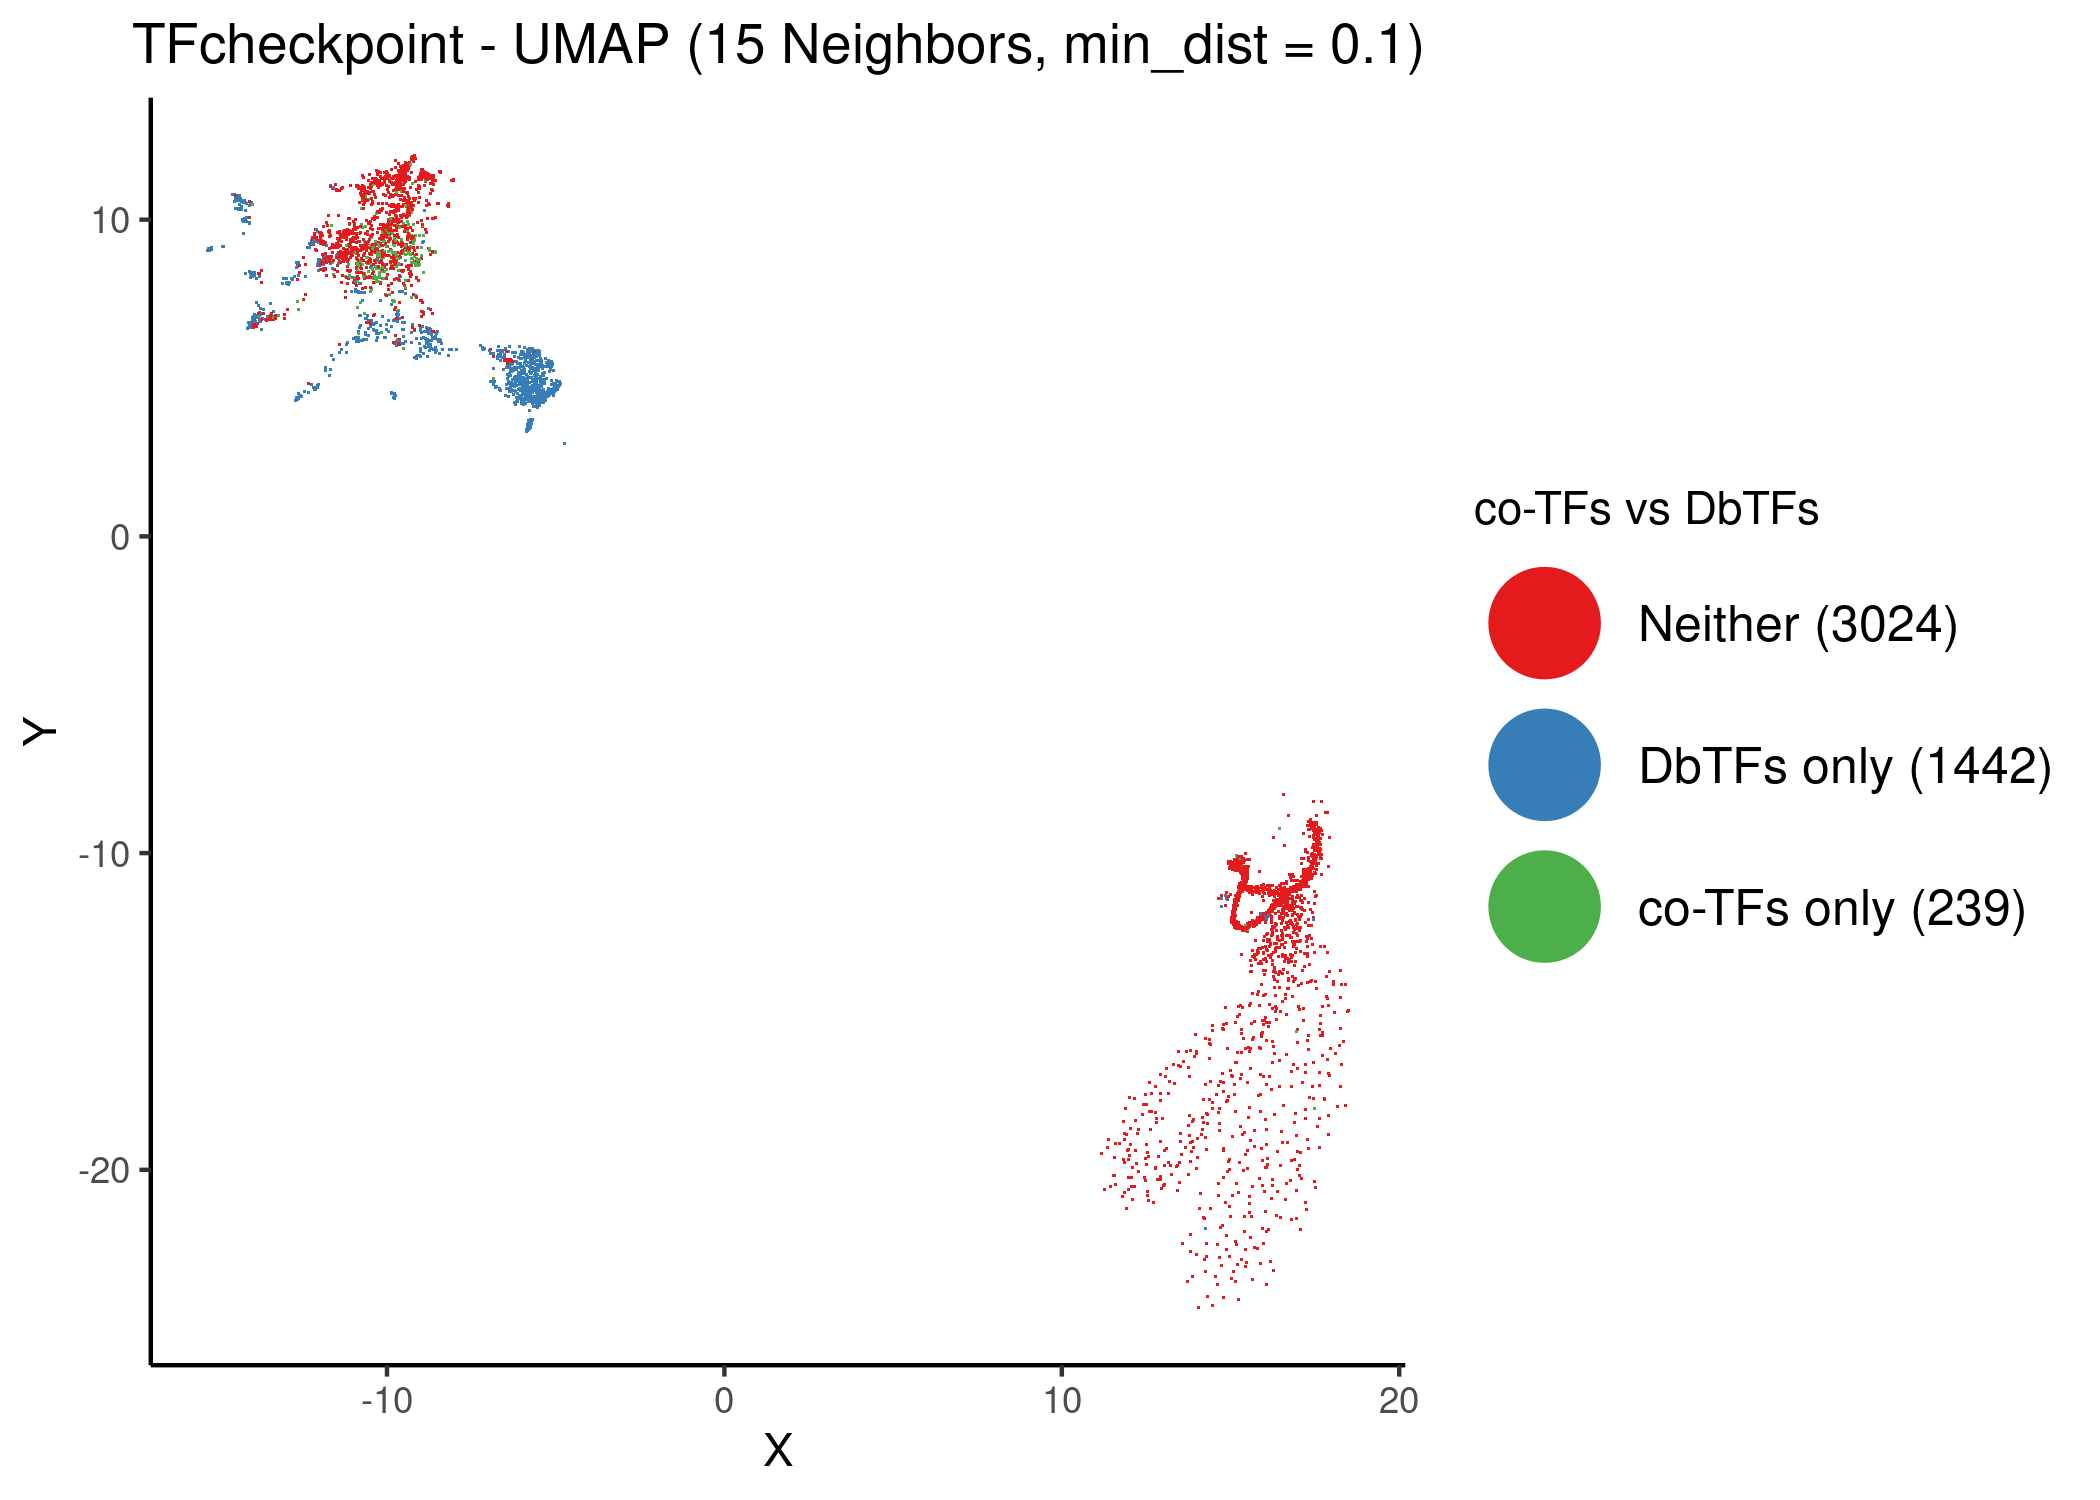 TFcheckpoint - UMAP (15 Neighbors, min_dist = 0.1)
10
0
-10
-20
Y
-10
0
10
20
X
co-TFs vs DbTFs
Neither (3024)
DbTFs only (1442)
co-TFs only (239)